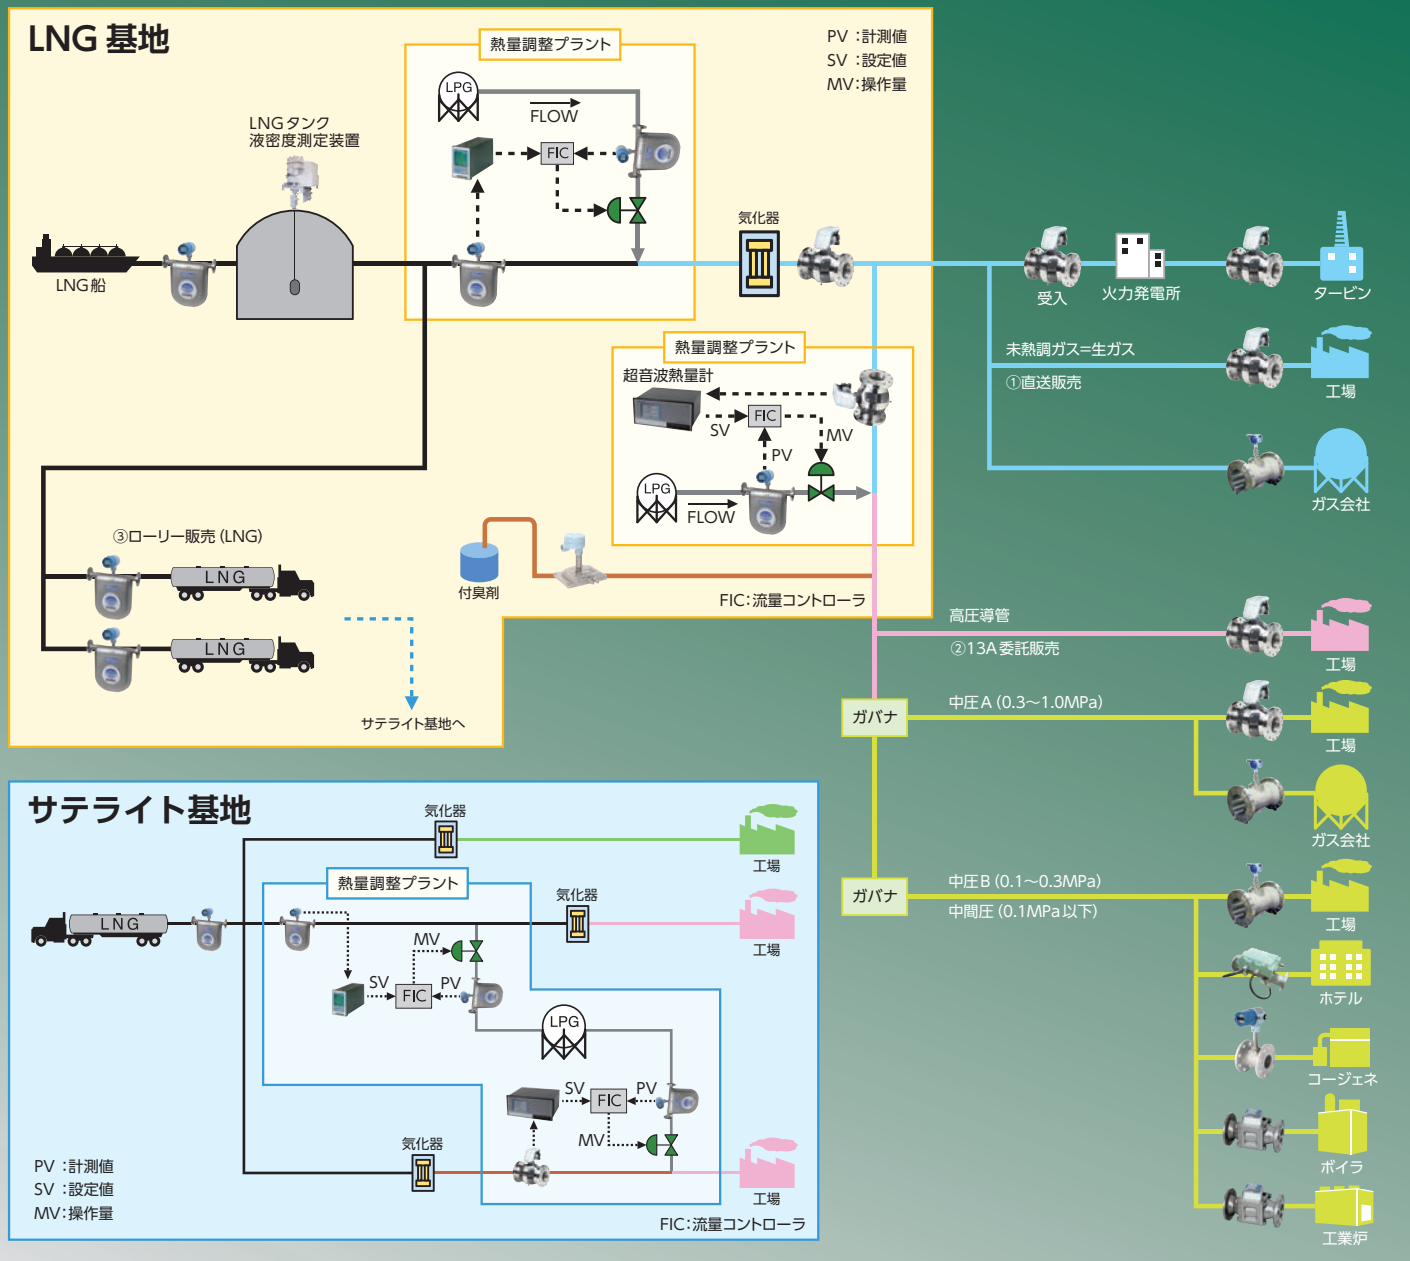 LNG 基地
熱量調整プラント
PV ：計測値
SV ：設定値
MV：操作量
LPG
FLOW
FIC
LNGタンク
液密度測定装置
LNG船
気化器
受入
火力発電所
タービン
未熱調ガス=生ガス
①直送販売
工場
ガス会社
熱量調整プラント
超音波熱量計
FIC
SV
MV
PV
LPG
FLOW
③ローリー販売（LNG）
LNG
LNG
付臭剤
FIC：流量コントローラ
サテライト基地へ
高圧導管
②13A委託販売
工場
ガバナ
中圧A（0.3～1.0MPa）
工場
ガス会社
ガバナ
中圧B（0.1～0.3MPa）
中間圧（0.1MPa以下）
工場
ホテル
コージェネ
ボイラ
工業炉
サテライト基地
気化器
工場
熱量調整プラント
気化器
LNG
工場
MV
SV
FIC
PV
LPG
SV
FIC
PV
MV
気化器
工場
PV ：計測値
SV ：設定値
MV：操作量
FIC：流量コントローラ